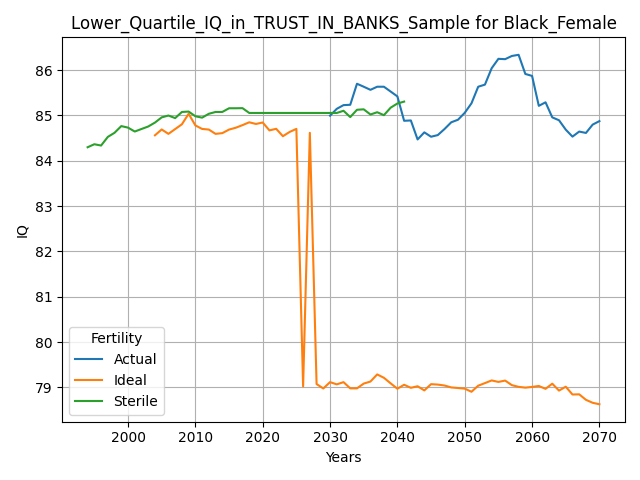 Lower_Quartile_IQ_in_TRUST_IN_BANKS_Sample for Black_Female
IQ
86
85
84
83
82
81
80
79
Fertility
Actual
Ideal
Sterile
2000 2010 2020 2030 2040 2050 2060 2070
Years